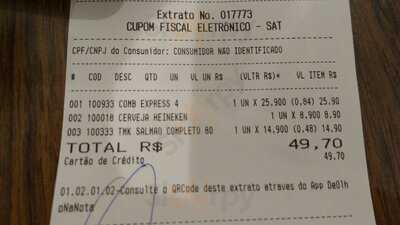 Extrato No. 017773
CUPOM FISCAL ELETRÔNICO - SAT
CPF/CNPJ do Consumidor: CONSUMIDOR NÃO IDENTIFICADO
# COD DESC QTD UN VL UN R$ (VLTR R$)* VL ITEM R$
001 100933 COMB EXPRESS 4 1 UN X 25.900 (0.84) 25.90
002 100018 CERVEJA HEINEKEN 1 UN X 8.900 8.90
003 100333 TMK SALMAO COMPLETO 80 1 UN X 14.900 (0.48) 14.90
TOTAL R$ 49,70
Cartão de Crédito 49.70
01.02.01.02-Consulte o QRCode deste extrato atraves do App DeOlh
oNaNota